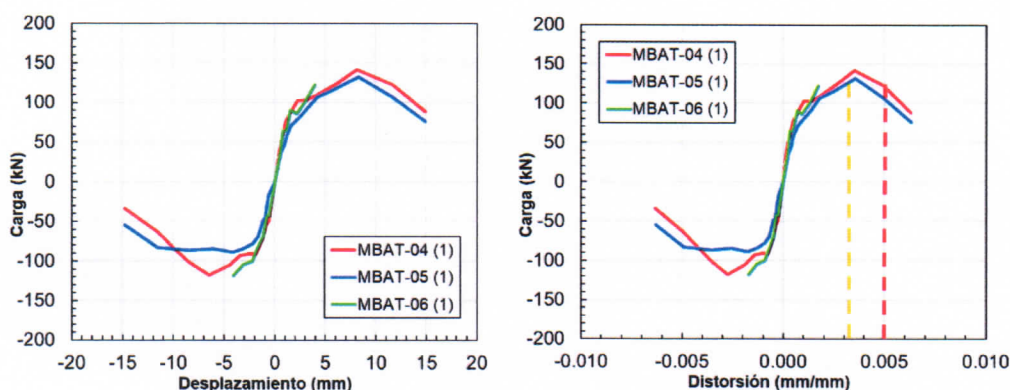 200
150
100
50
0
-50
-100
-150
-200
Carga (kN)
MBAT-04 (1)
MBAT-05 (1)
MBAT-06 (1)
-20 -15 -10 -5 0 5 10 15 20
Desplazamiento (mm)
200
150
100
50
0
-50
-100
-150
-200
Carga (kN)
MBAT-04 (1)
MBAT-05 (1)
MBAT-06 (1)
-0.010 -0.005 0.000 0.005 0.010
Distorsión (mm/mm)